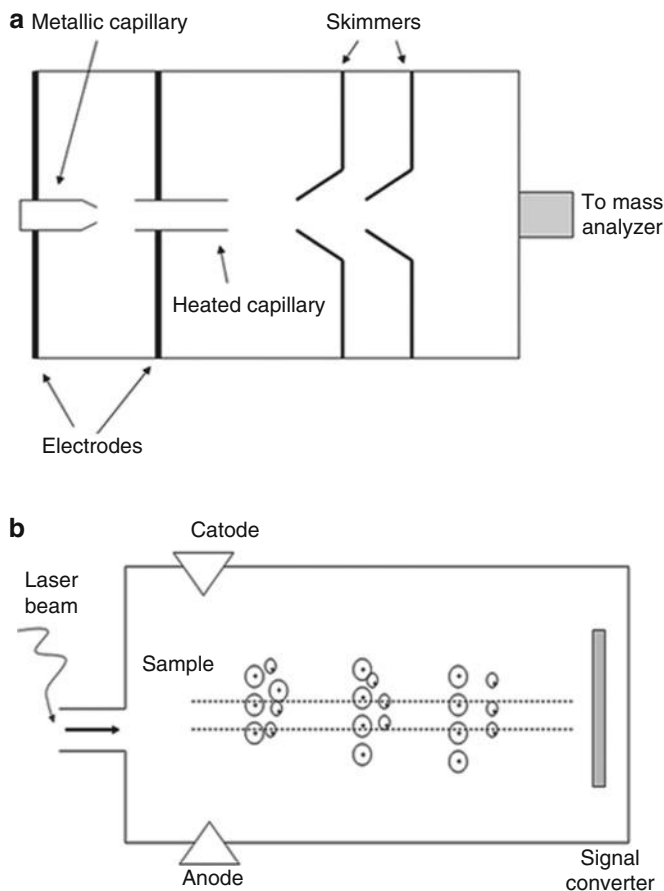 a
Metallic capillary
Skimmers
To mass
analyzer
Heated capillary
Electrodes
b
Catode
Laser
beam
Sample
Anode
Signal
converter